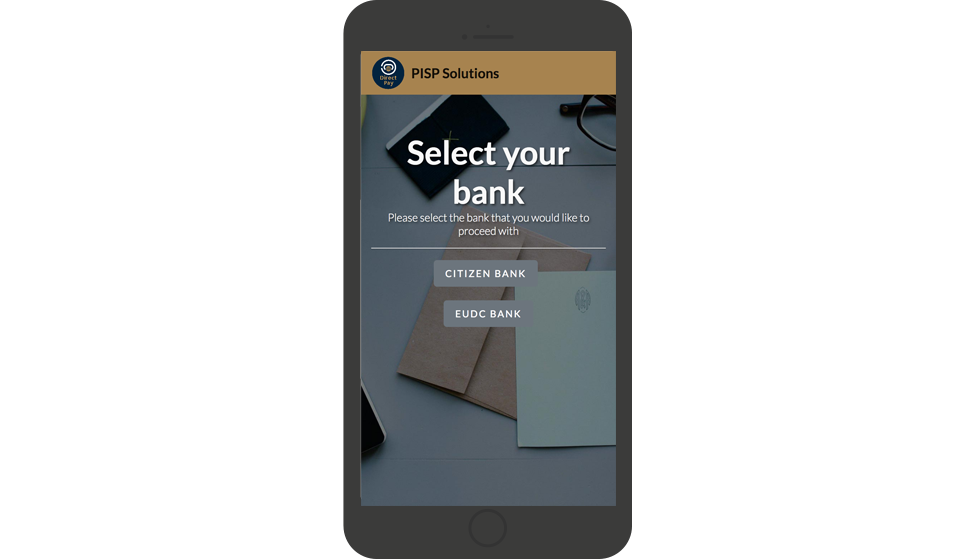 Direct
Pay
PISP Solutions
Select your
bank
Please select the bank that you would like to
proceed with
CITIZEN BANK
EUDC BANK